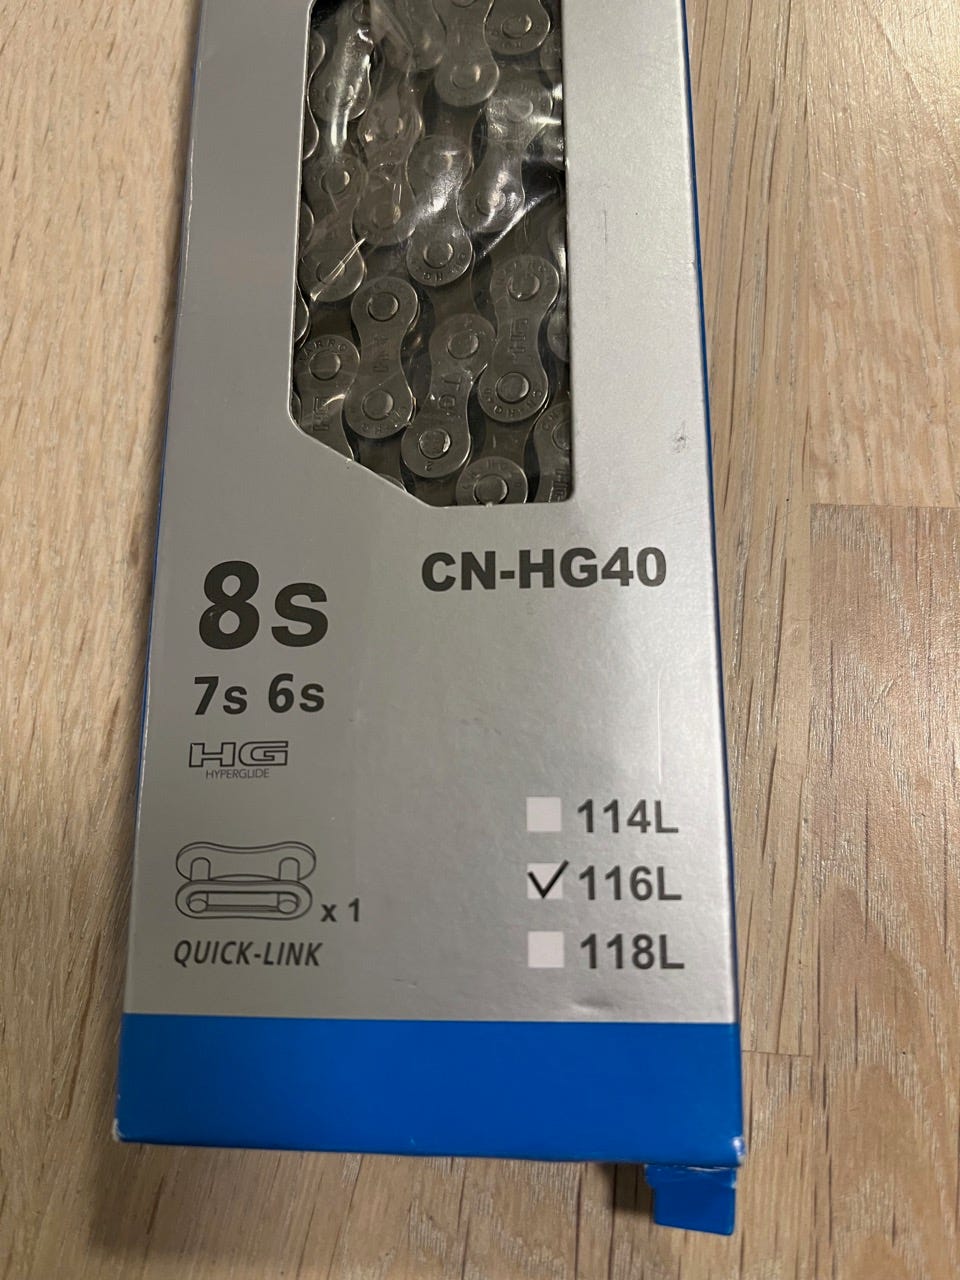 CN-HG40
8s
7s 6s
HG
HYPERGLIDE
114L
116L
118L
x 1
QUICK-LINK